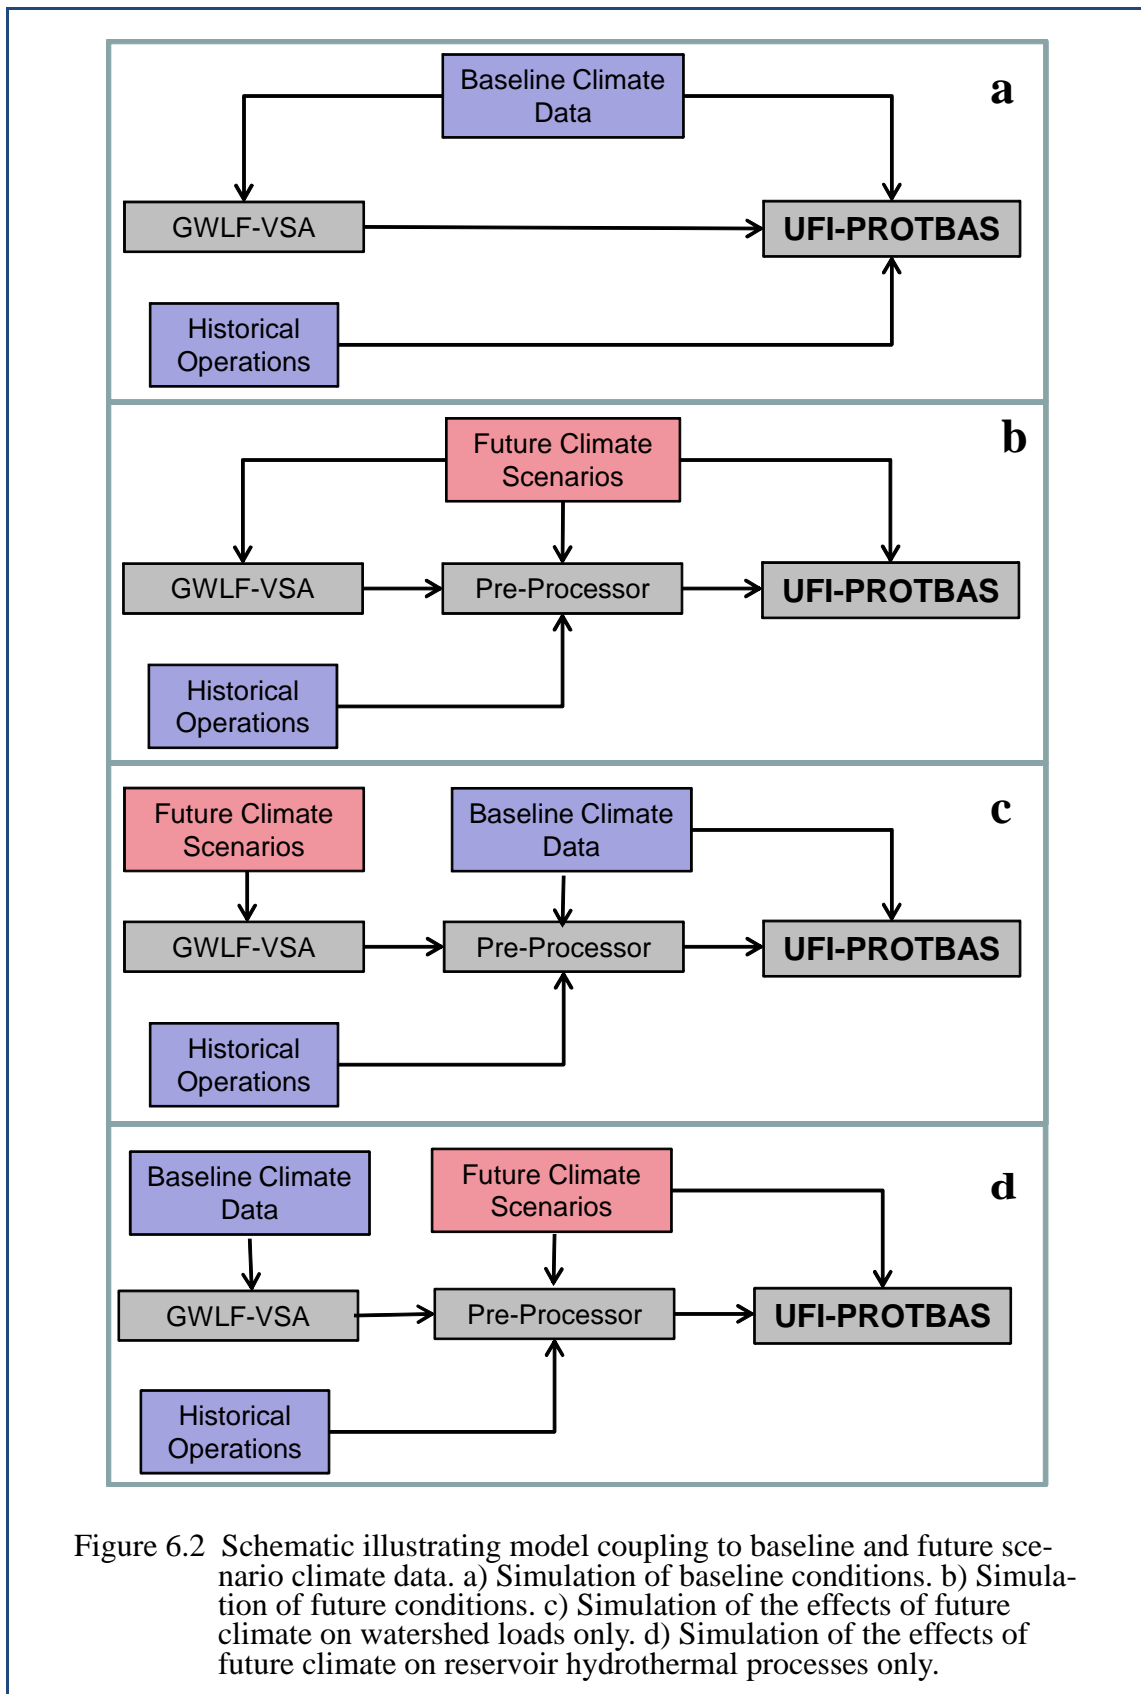 Baseline Climate
Data
a
GWLF-VSA
UFI-PROTBAS
Historical
Operations
Future Climate
Scenarios
b
GWLF-VSA
Pre-Processor
UFI-PROTBAS
Historical
Operations
Future Climate
Scenarios
Baseline Climate
Data
c
GWLF-VSA
Pre-Processor
UFI-PROTBAS
Historical
Operations
Baseline Climate
Data
Future Climate
Scenarios
d
GWLF-VSA
Pre-Processor
UFI-PROTBAS
Historical
Operations
Figure 6.2 Schematic illustrating model coupling to baseline and future sce-
nario climate data. a) Simulation of baseline conditions. b) Simula-
tion of future conditions. c) Simulation of the effects of future
climate on watershed loads only. d) Simulation of the effects of
future climate on reservoir hydrothermal processes only.